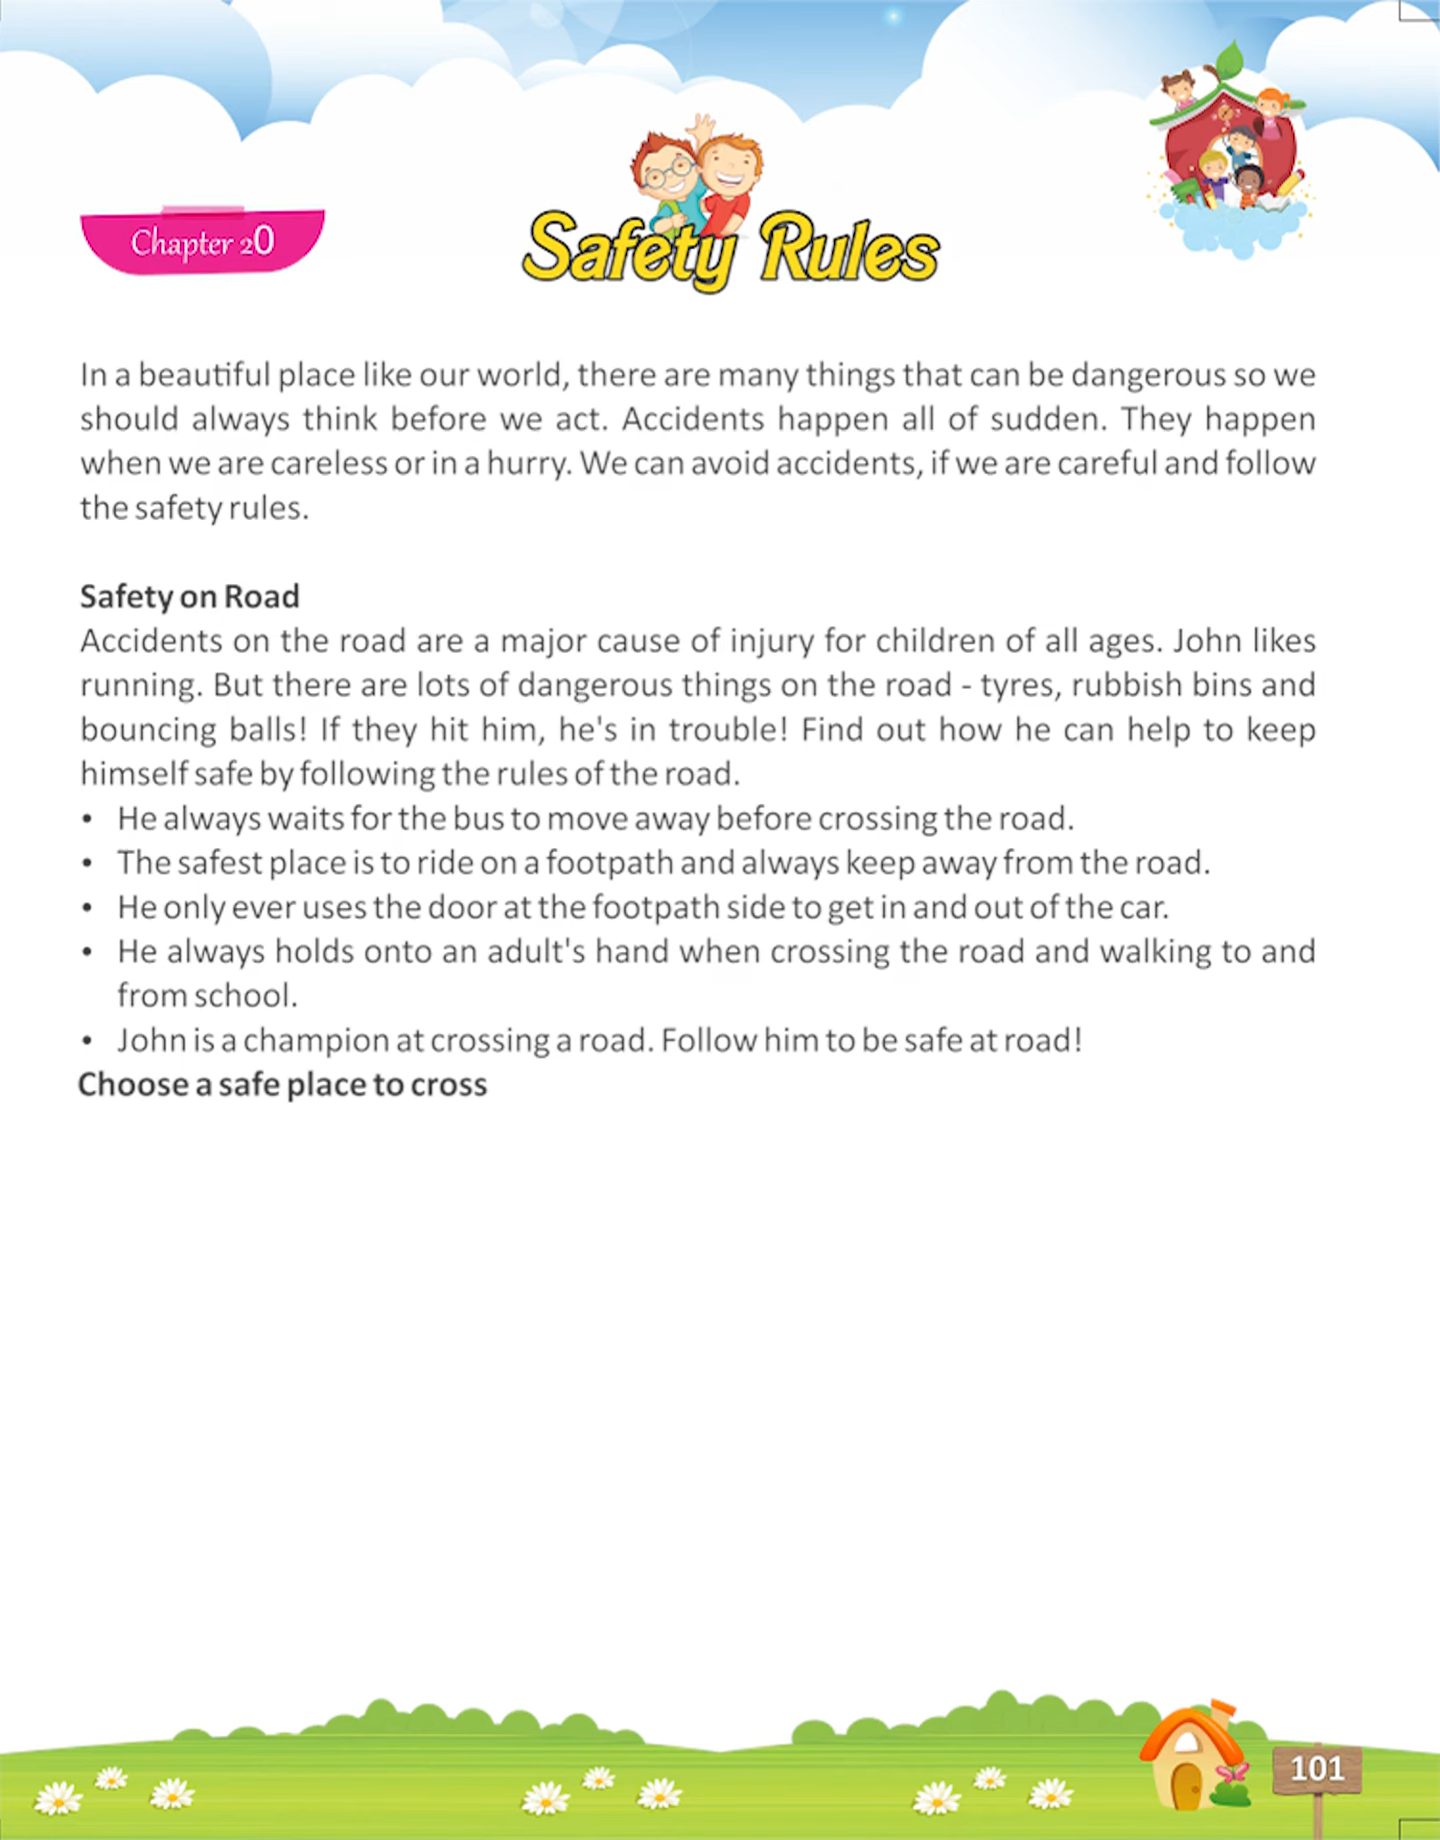 Chapter 20
Safety Rules
In a beautiful place like our world, there are many things that can be dangerous so we
should always think before we act. Accidents happen all of sudden. They happen
when we are careless or in a hurry. We can avoid accidents, if we are careful and follow
the safety rules.
Safety on Road
Accidents on the road are a major cause of injury for children of all ages. John likes
running. But there are lots of dangerous things on the road - tyres, rubbish bins and
bouncing balls! If they hit him, he's in trouble! Find out how he can help to keep
himself safe by following the rules of the road.
• He always waits for the bus to move away before crossing the road.
• The safest place is to ride on a footpath and always keep away from the road.
• He only ever uses the door at the footpath side to get in and out of the car.
• He always holds onto an adult's hand when crossing the road and walking to and
from school.
• John is a champion at crossing a road. Follow him to be safe at road!
Choose a safe place to cross
101